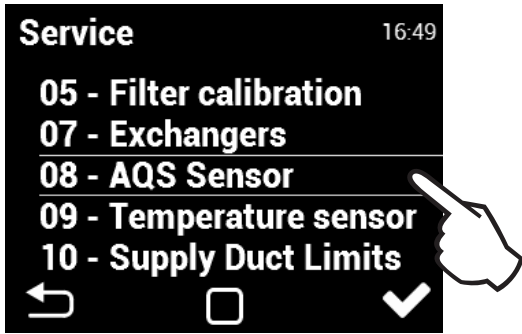 Service 16:49
05 - Filter calibration
07 - Exchangers
08 - AQS Sensor
09 - Temperature sensor
10 - Supply Duct Limits